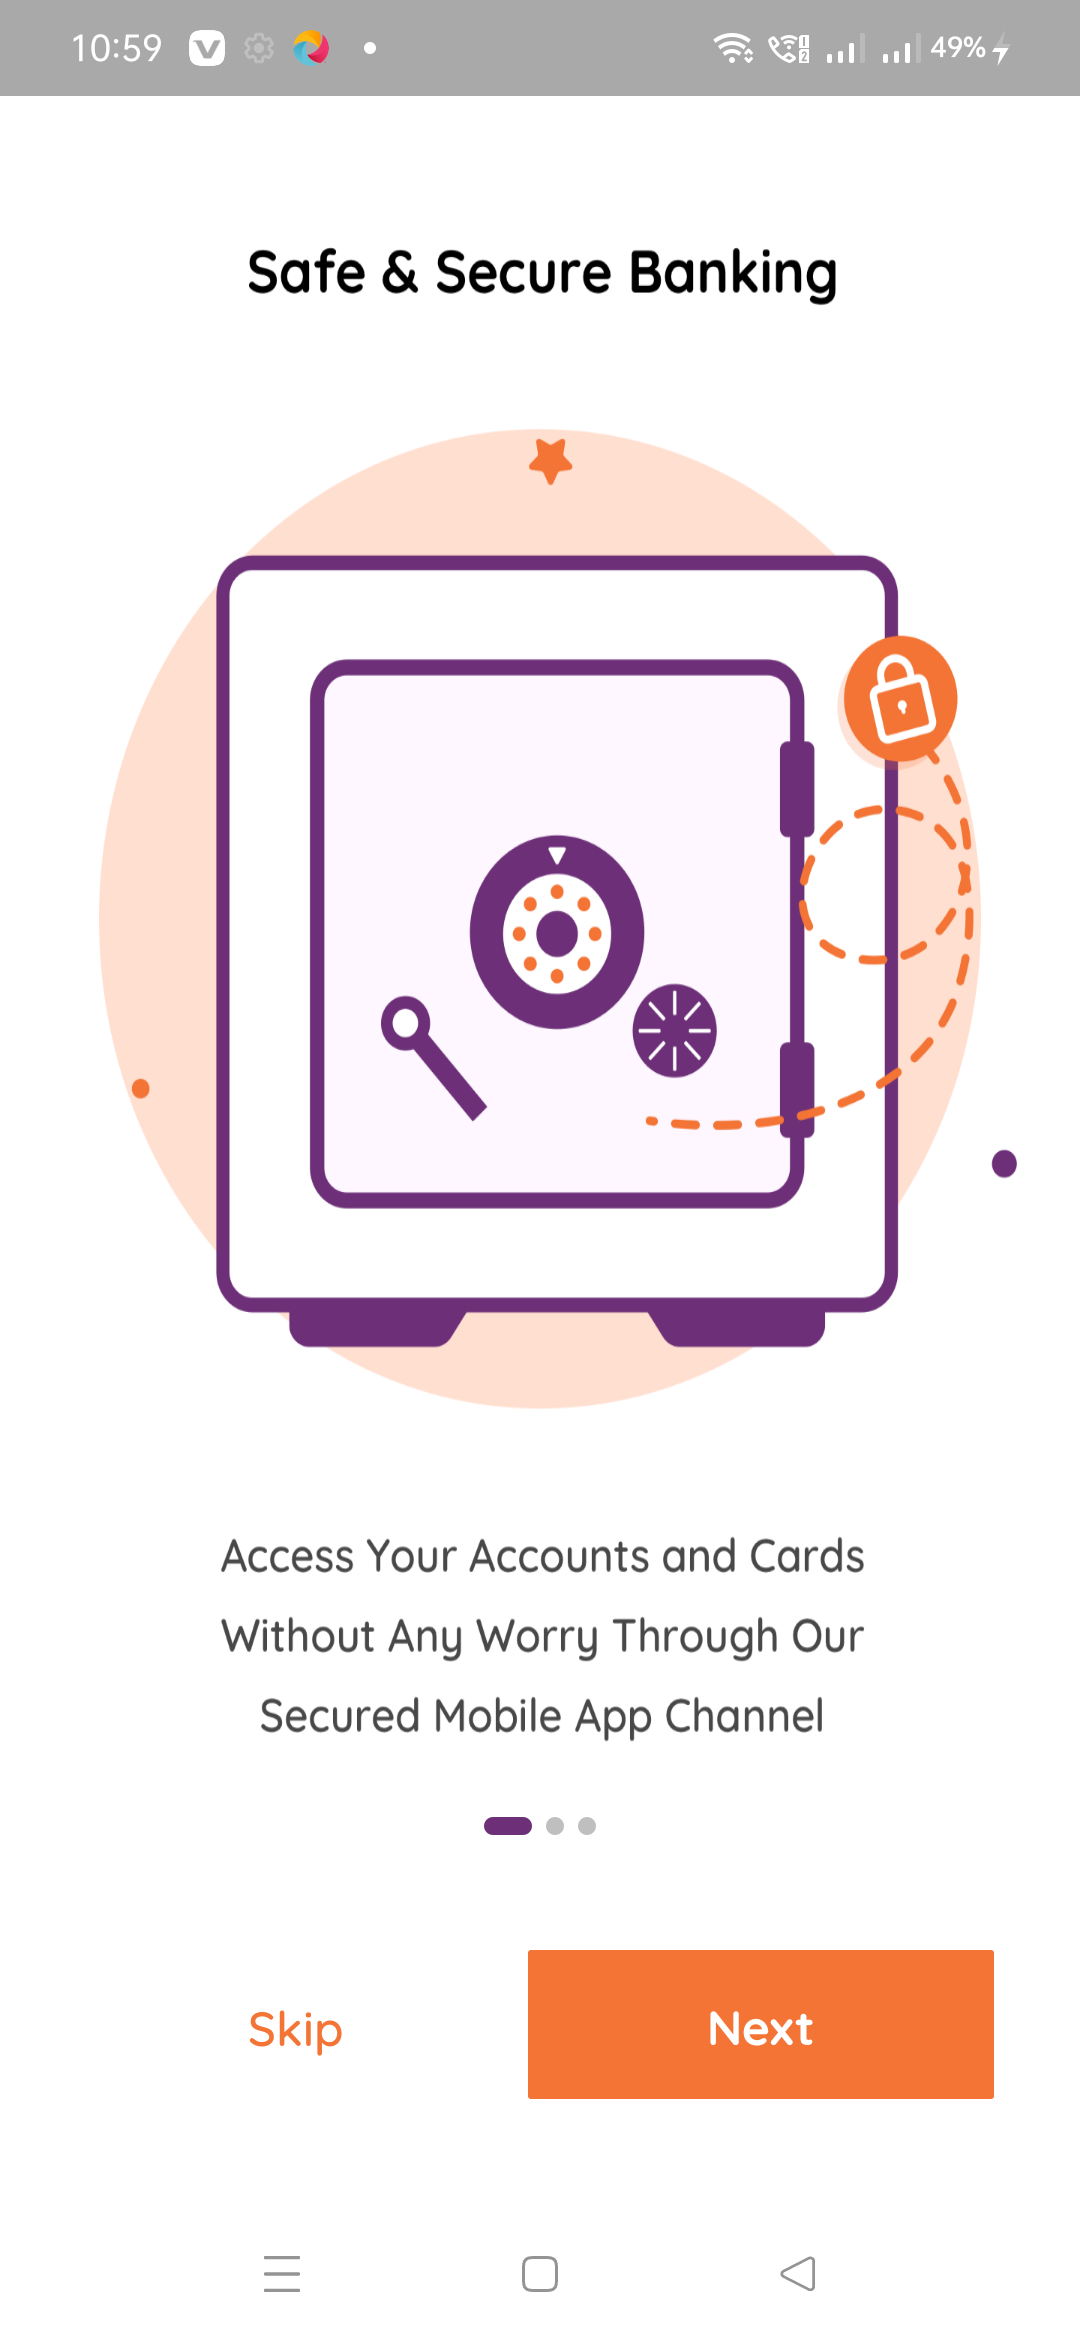 10:59
49%
Safe & Secure Banking
Access Your Accounts and Cards
Without Any Worry Through Our
Secured Mobile App Channel
Skip
Next